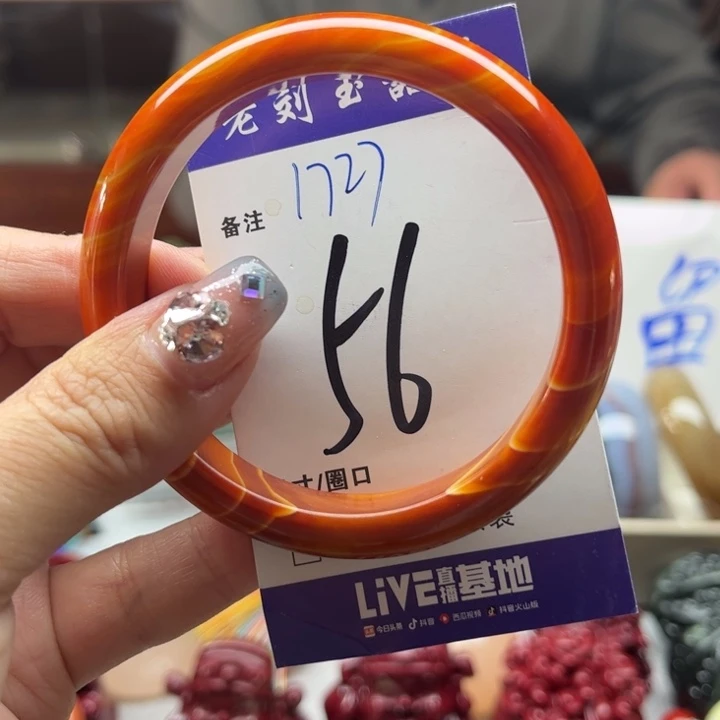 刻玉
1727
备注
56
寸/圈口
装
LiVE直播基地
今日头条 抖音 西瓜视频 抖音火山版